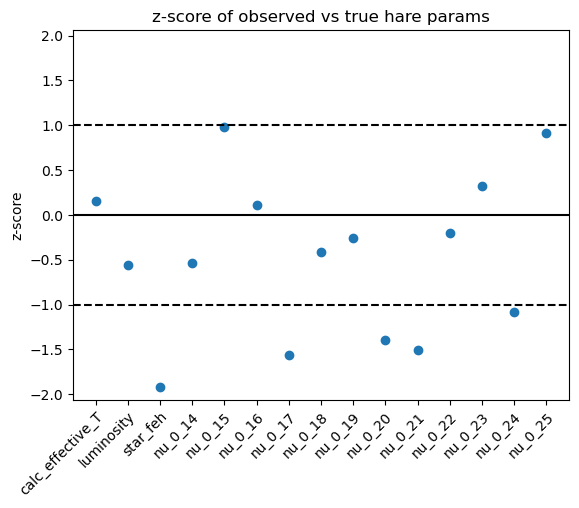 z-score of observed vs true hare params
2.0
1.5
1.0
0.5
0.0
−0.5
−1.0
−1.5
−2.0
z-score
calc_effective_T
luminosity
star_feh
nu_0_14
nu_0_15
nu_0_16
nu_0_17
nu_0_18
nu_0_19
nu_0_20
nu_0_21
nu_0_22
nu_0_23
nu_0_24
nu_0_25